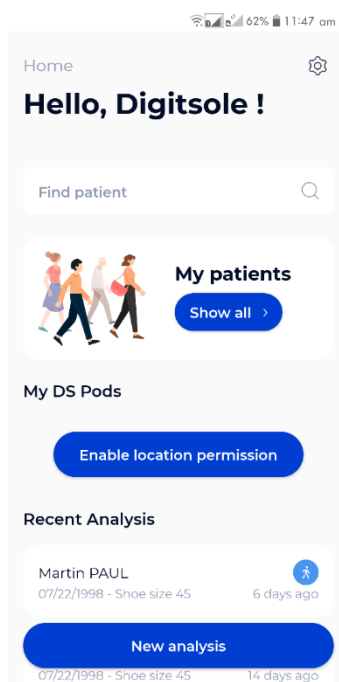 62% 11:47 am
Home
Hello, Digitsole !
Find patient
My patients
Show all >
My DS Pods
Enable location permission
Recent Analysis
Martin PAUL
07/22/1998 - Shoe size 45 6 days ago
New analysis
07/22/1998 - Shoe size 45 14 days ago